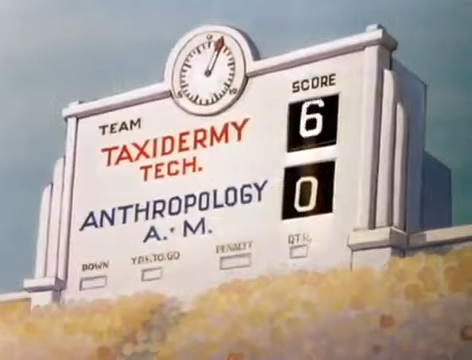 TEAM
SCORE
TAXIDERMY
TECH.
6
ANTHROPOLOGY
A. · M.
0
DOWN
YDS.TO.GO
PENALTY
QTR.